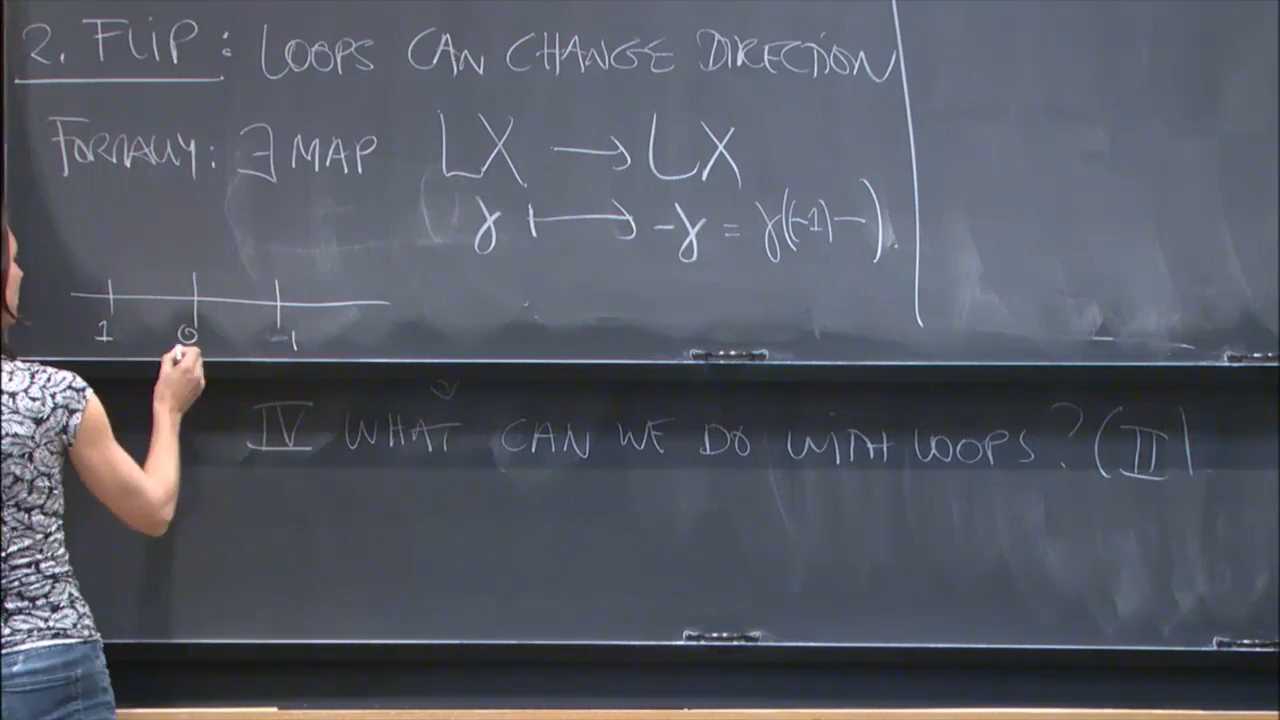 2. FLIP: LOOPS CAN CHANGE DIRECTION
FORMALLY: ∃ MAP LX → LX
γ ↦ -γ = γ((-1)-)
1 0 -1
IV WHAT CAN WE DO WITH LOOPS? (II)